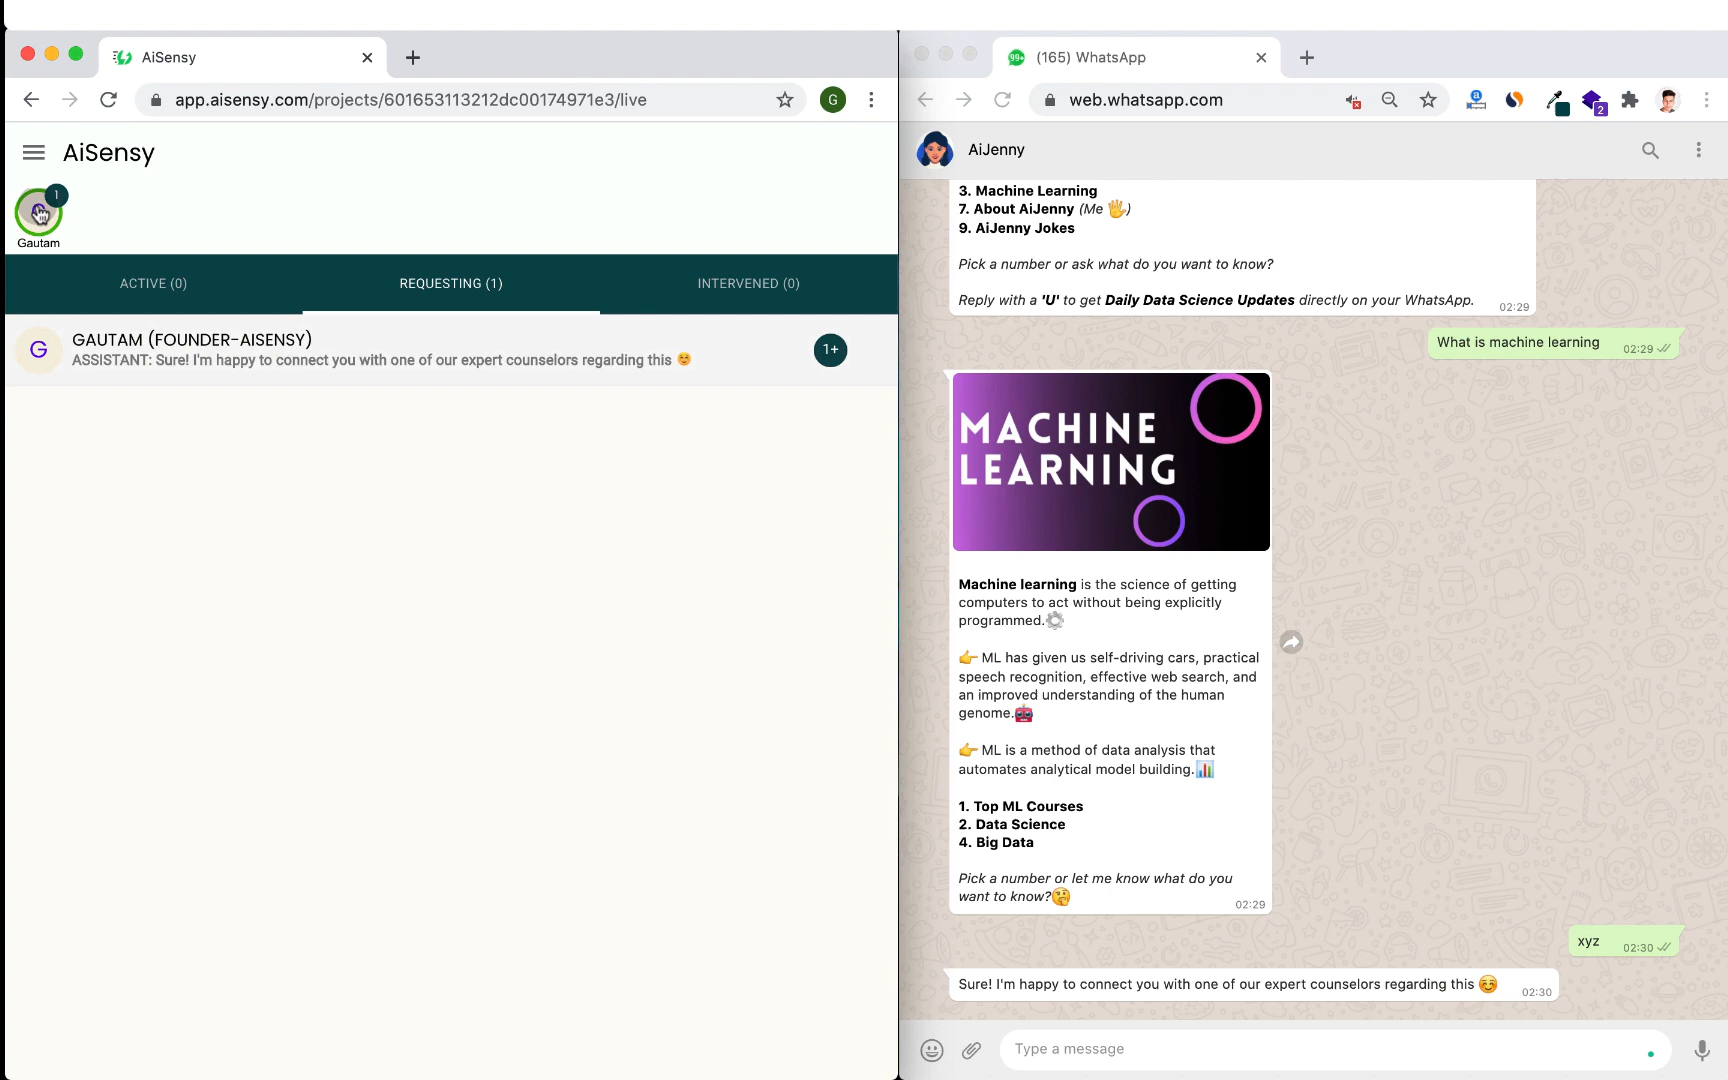 AiSensy
app.aisensy.com/projects/601653113212dc00174971e3/live
G
AiSensy
1
Gautam
ACTIVE (0)
REQUESTING (1)
INTERVENED (0)
G
GAUTAM (FOUNDER-AISENSY)
ASSISTANT: Sure! I'm happy to connect you with one of our expert counselors regarding this 😊
1+
99+
(165) WhatsApp
web.whatsapp.com
a
2
AiJenny
3. Machine Learning
7. About AiJenny (Me 🖐)
9. AiJenny Jokes
Pick a number or ask what do you want to know?
Reply with a 'U' to get Daily Data Science Updates directly on your WhatsApp.
02:29
What is machine learning
02:29
MACHINE
LEARNING
Machine learning is the science of getting
computers to act without being explicitly
programmed.⚙️
👉 ML has given us self-driving cars, practical
speech recognition, effective web search, and
an improved understanding of the human
genome.🤖
👉 ML is a method of data analysis that
automates analytical model building.📊
1. Top ML Courses
2. Data Science
4. Big Data
Pick a number or let me know what do you
want to know?🤔
02:29
xyz
02:30
Sure! I'm happy to connect you with one of our expert counselors regarding this 😊
02:30
Type a message